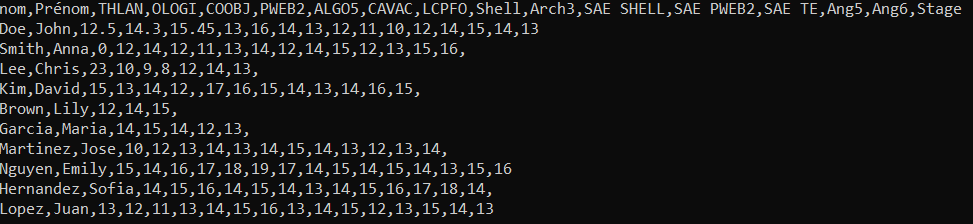 nom,Prénom,THLAN,OLOGI,COOBJ,PWEB2,ALGO5,CAVAC,LCPFO,Shell,Arch3,SAE SHELL,SAE PWEB2,SAE TE,Ang5,Ang6,Stage
Doe,John,12.5,14.3,15.45,13,16,14,13,12,11,10,12,14,15,14,13
Smith,Anna,0,12,14,12,11,13,14,12,14,15,12,13,15,16,
Lee,Chris,23,10,9,8,12,14,13,
Kim,David,15,13,14,12,,17,16,15,14,13,14,16,15,
Brown,Lily,12,14,15,
Garcia,Maria,14,15,14,12,13,
Martinez,Jose,10,12,13,14,13,14,15,14,13,12,13,14,
Nguyen,Emily,15,14,16,17,18,19,17,14,15,14,15,14,13,15,16
Hernandez,Sofia,14,15,16,14,15,14,13,14,15,16,17,18,14,
Lopez,Juan,13,12,11,13,14,15,16,13,14,15,12,13,15,14,13